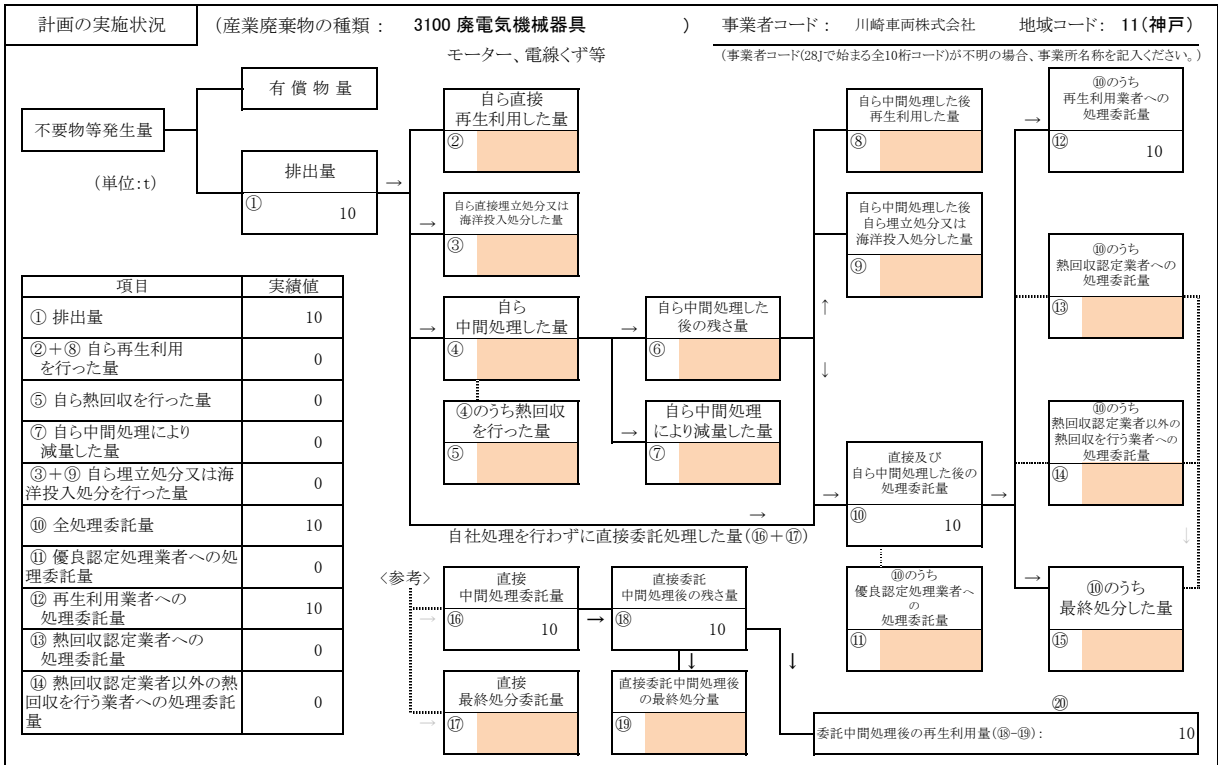 計画の実施状況
(産業廃棄物の種類： 3100 廃電気機械器具 )
事業者コード： 川崎車両株式会社 地域コード： 11(神戸)
モーター、電線くず等
(事業者コード(28Jで始まる全10桁コード)が不明の場合、事業所名称を記入ください。)
不要物等発生量
(単位:t)
有償物量
排出量
→
① 10
自ら直接
再生利用した量
②
→
自ら直接埋立処分又は
海洋投入処分した量
③
→
自ら
中間処理した量
④
④のうち熱回収
を行った量
⑤
→
自ら中間処理した
後の残さ量
⑥
→
自ら中間処理
により減量した量
⑦
自ら中間処理した後
再生利用した量
⑧
自ら中間処理した後
自ら埋立処分又は
海洋投入処分した量
⑨
↑
↓
→
自社処理を行わずに直接委託処理した量(⑯+⑰)
→
直接及び
自ら中間処理した後の
処理委託量
⑩ 10
⑩のうち
優良認定処理業者へ
の
処理委託量
⑪
→
→
⑩のうち
再生利用業者への
処理委託量
⑫ 10
⑩のうち
熱回収認定業者への
処理委託量
⑬
⑩のうち
熱回収認定業者以外の
熱回収を行う業者への
処理委託量
⑭
↓
→
⑩のうち
最終処分した量
⑮
項目 実績値
① 排出量 10
②+⑧ 自ら再生利用
を行った量 0
⑤ 自ら熱回収を行った量 0
⑦ 自ら中間処理により
減量した量 0
③+⑨ 自ら埋立処分又は海
洋投入処分を行った量 0
⑩ 全処理委託量 10
⑪ 優良認定処理業者への処
理委託量 0
⑫ 再生利用業者への
処理委託量 10
⑬ 熱回収認定業者への
処理委託量 0
⑭ 熱回収認定業者以外の熱
回収を行う業者への処理委託
量 0
〈参考〉
→
直接
中間処理委託量
⑯ 10
→
直接委託
中間処理後の残さ量
⑱ 10
↓
↓
→
直接
最終処分委託量
⑰
直接委託中間処理後
の最終処分量
⑲
⑳
委託中間処理後の再生利用量(⑱-⑲)： 10